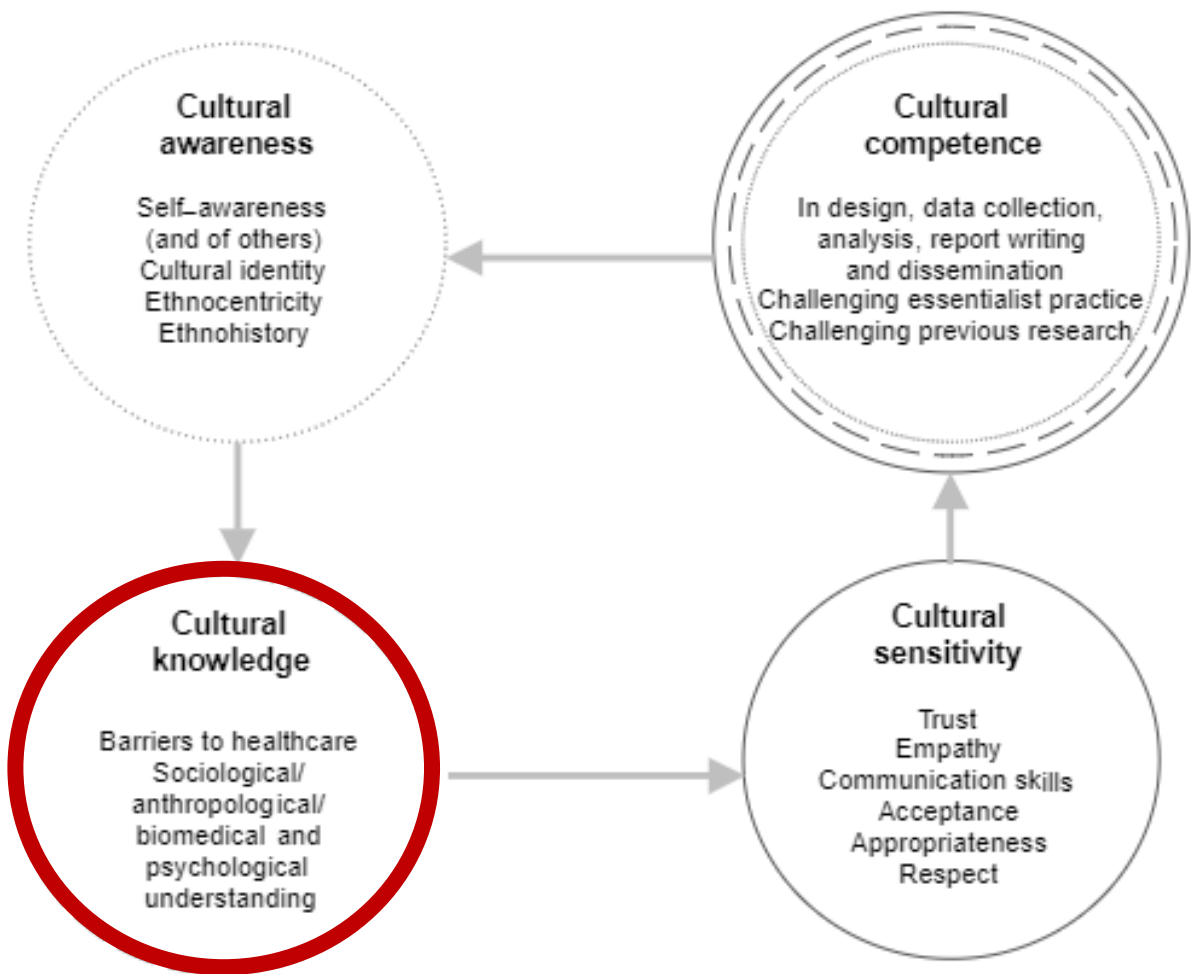 Cultural
awareness
Self–awareness
(and of others)
Cultural identity
Ethnocentricity
Ethnohistory
Cultural
competence
In design, data collection,
analysis, report writing
and dissemination
Challenging essentialist practice
Challenging previous research
Cultural
knowledge
Barriers to healthcare
Sociological/
anthropological/
biomedical and
psychological
understanding
Cultural
sensitivity
Trust
Empathy
Communication skills
Acceptance
Appropriateness
Respect